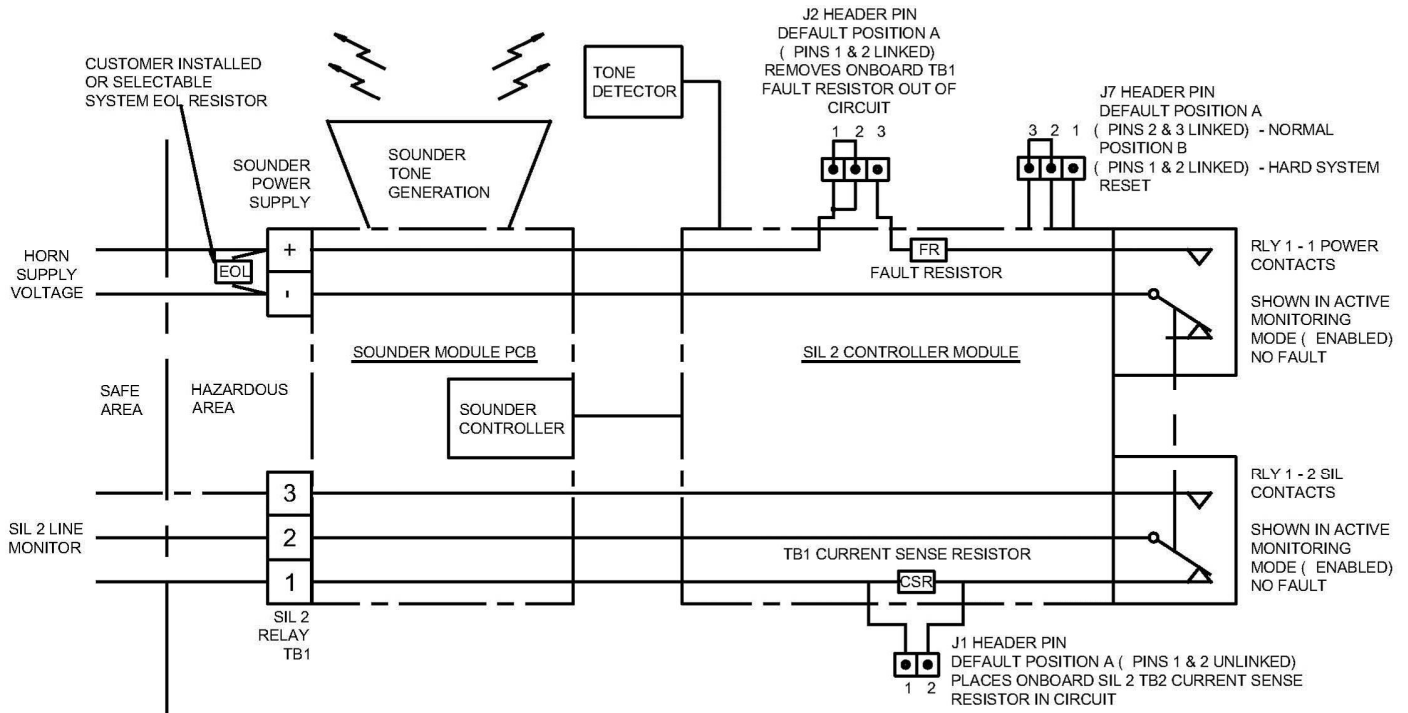 J2 HEADER PIN
DEFAULT POSITION A
( PINS 1 & 2 LINKED)
REMOVES ONBOARD TB1
FAULT RESISTOR OUT OF
CIRCUIT
1 2 3
CUSTOMER INSTALLED
OR SELECTABLE
SYSTEM EOL RESISTOR
TONE
DETECTOR
J7 HEADER PIN
DEFAULT POSITION A
( PINS 2 & 3 LINKED) - NORMAL
POSITION B
( PINS 1 & 2 LINKED) - HARD SYSTEM
RESET
3 2 1
SOUNDER
POWER
SUPPLY
SOUNDER
TONE
GENERATION
HORN
SUPPLY
VOLTAGE
EOL
+
-
FR
FAULT RESISTOR
RLY 1 - 1 POWER
CONTACTS
SHOWN IN ACTIVE
MONITORING
MODE ( ENABLED)
NO FAULT
SOUNDER MODULE PCB
SIL 2 CONTROLLER MODULE
SAFE
AREA
HAZARDOUS
AREA
SOUNDER
CONTROLLER
SIL 2 LINE
MONITOR
3
2
1
SIL 2
RELAY
TB1
TB1 CURRENT SENSE RESISTOR
CSR
RLY 1 - 2 SIL
CONTACTS
SHOWN IN ACTIVE
MONITORING
MODE ( ENABLED)
NO FAULT
1 2
J1 HEADER PIN
DEFAULT POSITION A ( PINS 1 & 2 UNLINKED)
PLACES ONBOARD SIL 2 TB2 CURRENT SENSE
RESISTOR IN CIRCUIT